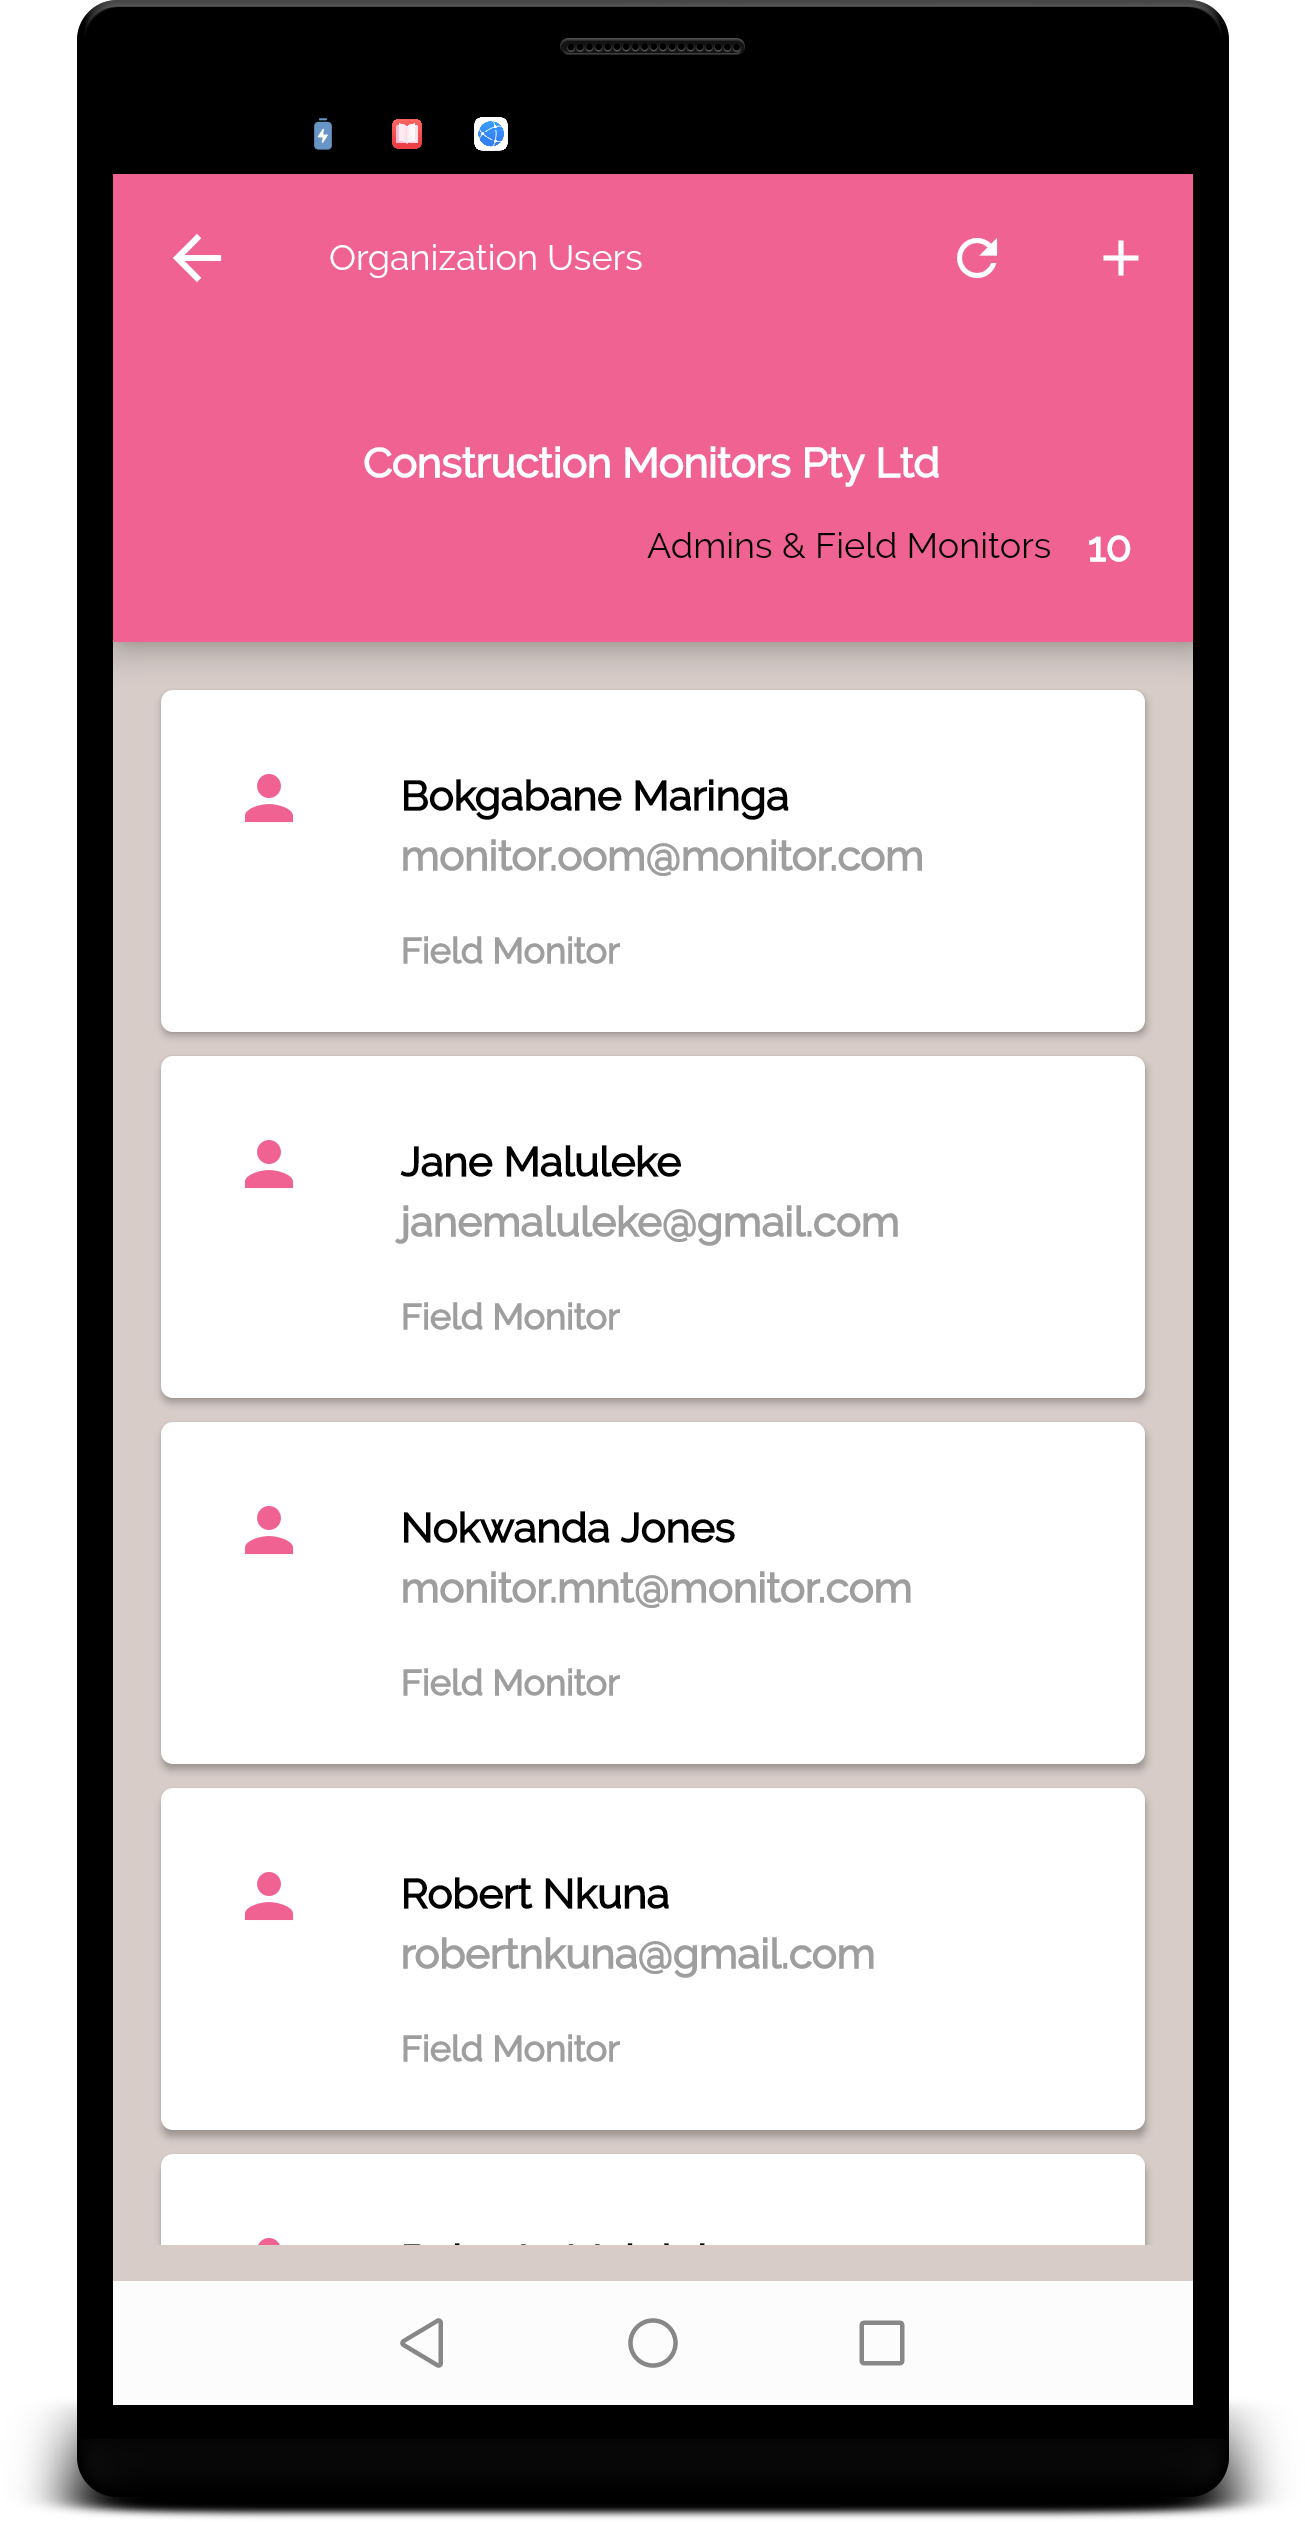 Organization Users
Construction Monitors Pty Ltd
Admins & Field Monitors 10
Bokgabane Maringa
monitor.oom@monitor.com
Field Monitor
Jane Maluleke
janemaluleke@gmail.com
Field Monitor
Nokwanda Jones
monitor.mnt@monitor.com
Field Monitor
Robert Nkuna
robertnkuna@gmail.com
Field Monitor